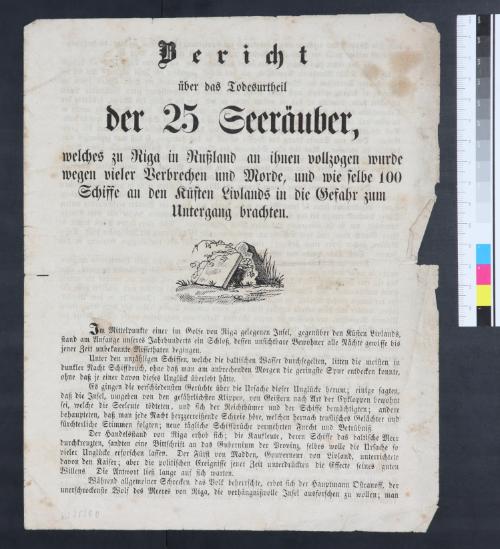 Bericht
über das Todesurtheil
der 25 Seeräuber,
welches zu Riga in Rußland an ihnen vollzogen wurde
wegen vieler Verbrechen und Morde, und wie selbe 100
Schiffe an den Küsten Livlands in die Gefahr zum
Untergang brachten.
Im Mittelpunkte einer im Golfe von Riga gelegenen Insel, gegenüber den Küsten Livlands,
stand am Anfange unseres Jahrhunderts ein Schloß, dessen unsichtbare Bewohner alle Nächte gewisse bis
jener Zeit unbekannte Missethaten begingen.
Unter den unzähligen Schiffen, welche die baltischen Wasser durchsegelten, litten die meisten in
dunkler Nacht Schiffbruch, ohne daß man am anbrechenden Morgen die geringste Spur entdecken konnte,
ohne daß je einer davon dieses Unglück überlebt hätte.
Es gingen die verschiedensten Gerüchte über die Ursache dieser Unglücke herum; einige sagten,
daß die Insel, umgeben von den gefährlichsten Klippen, von Geistern nach Art der Cyklopen bewohnt
sei, welche die Seeleute tödteten, und sich der Reichthümer und der Schiffe bemächtigten; andere
behaupteten, daß man jede Nacht herzzerreißende Schreie höre, welchen hernach teuflisches Gelächter und
fürchterliche Stimmen folgten; neue tägliche Schiffbrüche vermehrten Furcht und Betrübniß.
Der Handelsstand von Riga erhob sich; die Kaufleute, deren Schiffe das baltische Meer
durchkreuzten, sandten eine Bittschrift an das Gubernium der Provinz, selbes wolle die Ursache so
vieler Unglücke erforschen lassen. Der Fürst von Madden, Gouverneur von Livland, unterrichtete
davon den Kaiser; aber die politischen Ereignisse jener Zeit unterdrückten die Effecte seines guten
Willens. Die Antwort ließ lange auf sich warten.
Während allgemeiner Schrecken das Volk beherrschte, erbot sich der Hauptmann Ostranoff, der
unerschrockenste Wolf des Meeres von Riga, die verhängnißvolle Insel ausforschen zu wollen; man